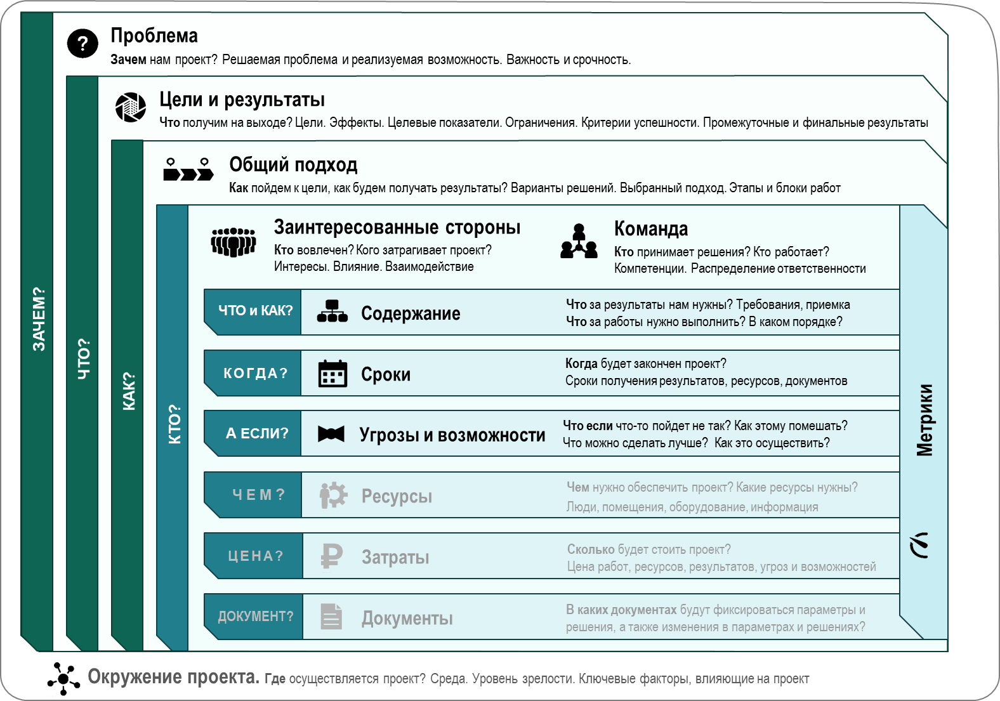 Проблема
Зачем нам проект? Решаемая проблема и реализуемая возможность. Важность и срочность.
Цели и результаты
Что получим на выходе? Цели. Эффекты. Целевые показатели. Ограничения. Критерии успешности. Промежуточные и финальные результаты
Общий подход
Как пойдем к цели, как будем получать результаты? Варианты решений. Выбранный подход. Этапы и блоки работ
ЗАЧЕМ?
ЧТО?
КАК?
КТО?
Заинтересованные стороны
Кто вовлечен? Кого затрагивает проект?
Интересы. Влияние. Взаимодействие
Команда
Кто принимает решения? Кто работает?
Компетенции. Распределение ответственности
ЧТО и КАК?
Содержание
Что за результаты нам нужны? Требования, приемка
Что за работы нужно выполнить? В каком порядке?
КОГДА?
Сроки
Когда будет закончен проект?
Сроки получения результатов, ресурсов, документов
А ЕСЛИ?
Угрозы и возможности
Что если что-то пойдет не так? Как этому помешать?
Что можно сделать лучше? Как это осуществить?
ЧЕМ?
Ресурсы
Чем нужно обеспечить проект? Какие ресурсы нужны?
Люди, помещения, оборудование, информация
ЦЕНА?
Затраты
Сколько будет стоить проект?
Цена работ, ресурсов, результатов, угроз и возможностей
ДОКУМЕНТ?
Документы
В каких документах будут фиксироваться параметры и
решения, а также изменения в параметрах и решениях?
Метрики
Окружение проекта. Где осуществляется проект? Среда. Уровень зрелости. Ключевые факторы, влияющие на проект